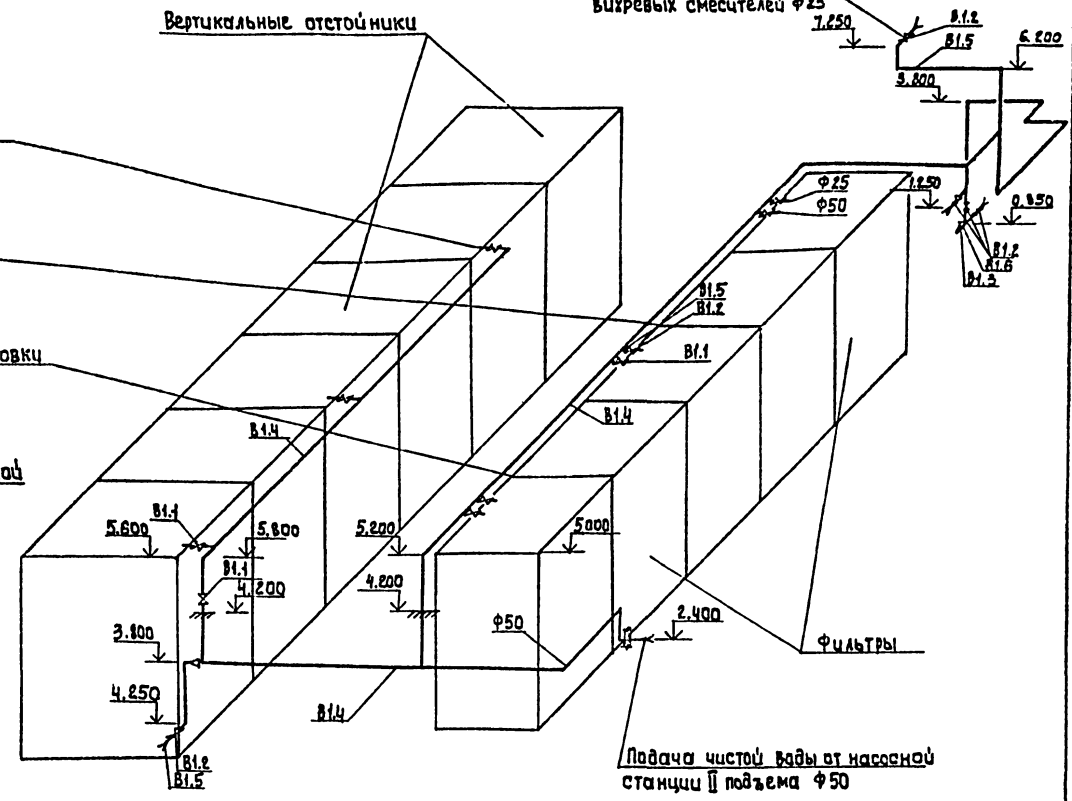 вихревых смесителей ф25
Вертикальные отстойники
7.250
В.1.2
В1.5
6.200
3.800
ф25
ф50
1.250
0.850
В1.2
В1.6
В1.3
В1.5
В1.2
В1.1
овки
В1.4
В1.4
ой
В1.1
5.600
5.800
5.200
5.000
В1.1
4.200
4.200
ф50
2.400
3.800
Фильтры
4.250
В1.4
В1.2
В1.5
Подача чистой воды от насосной
станции II подъема ф50